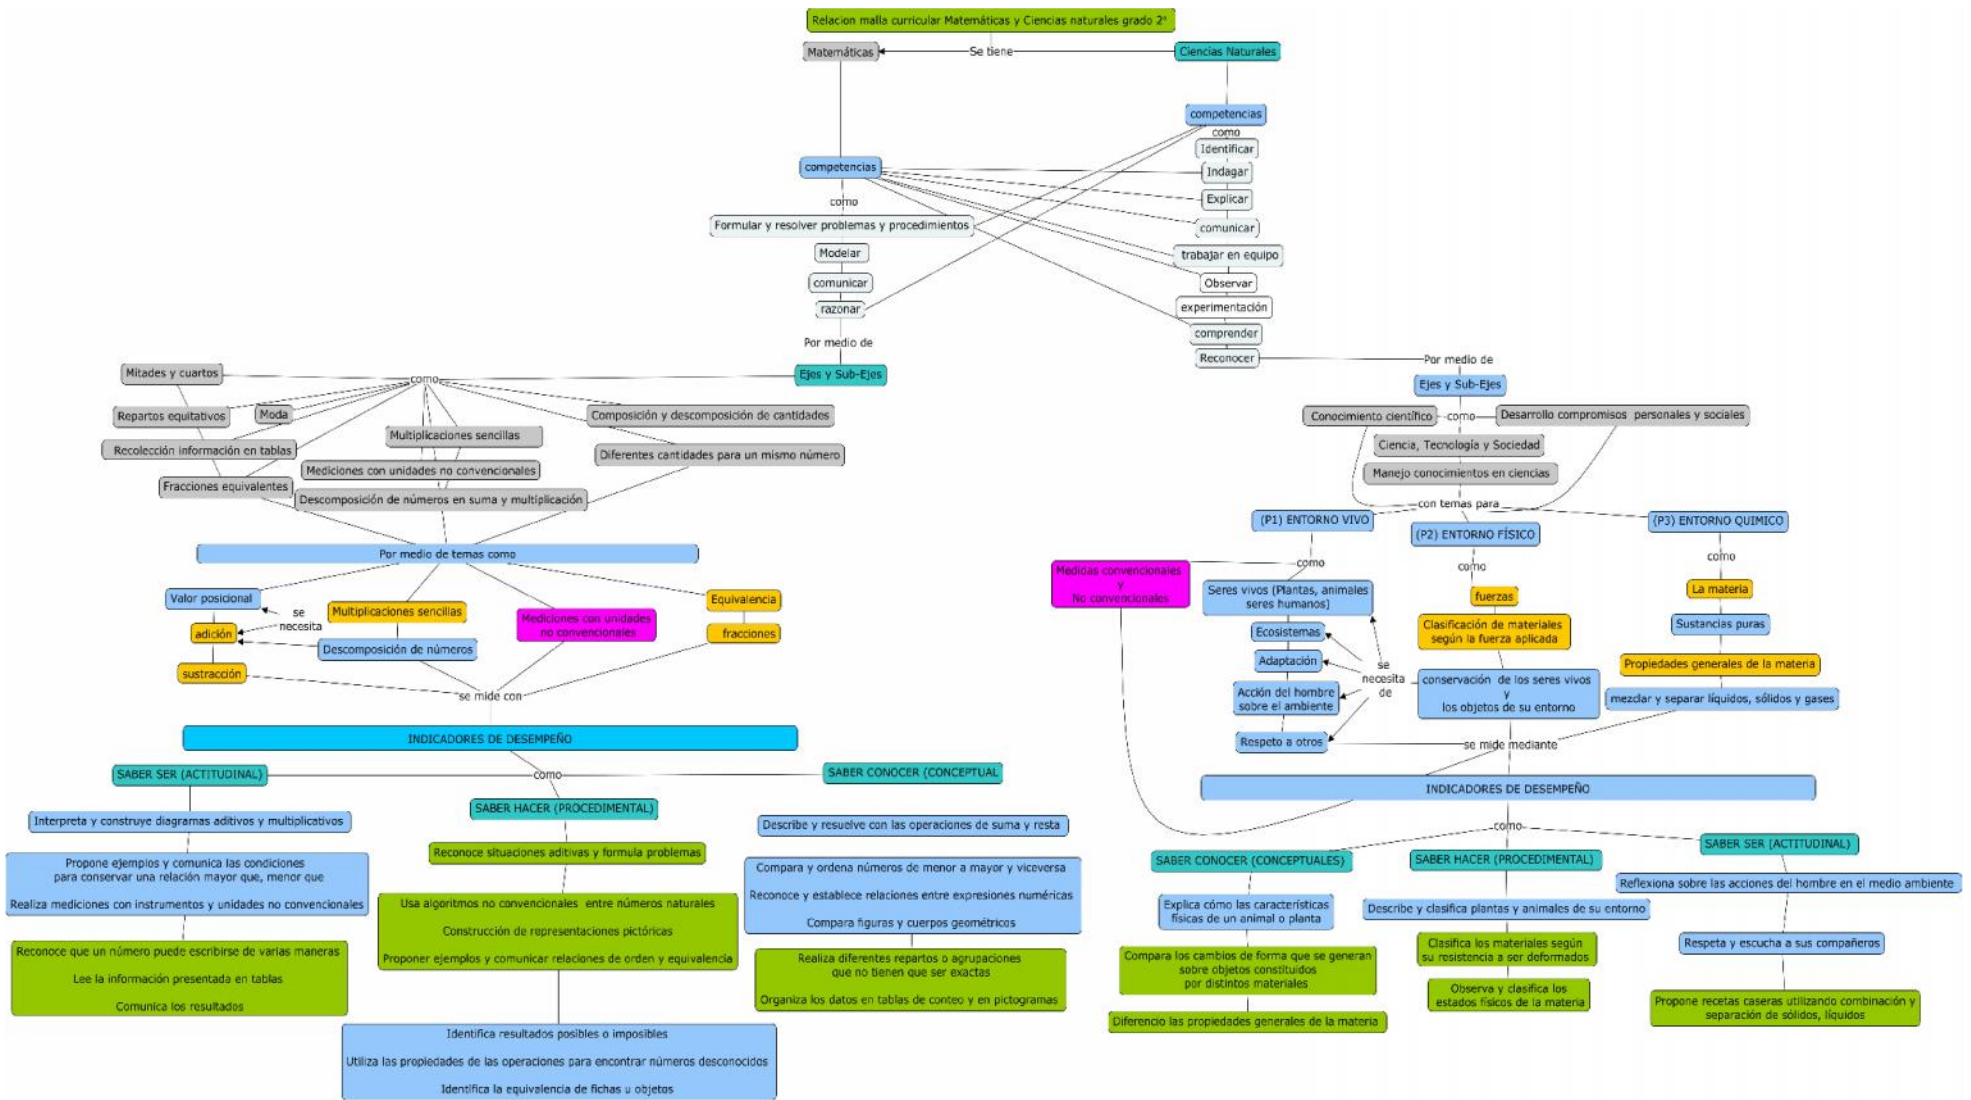 Relacion malla curricular Matemáticas y Ciencias naturales grado 2°
Matemáticas
Se tiene
Ciencias Naturales
competencias
como
Identificar
competencias
Indagar
Explicar
como
Formular y resolver problemas y procedimientos
comunicar
Modelar
trabajar en equipo
comunicar
Observar
razonar
experimentación
comprender
Por medio de
Reconocer
Por medio de
Mitades y cuartos
como
Ejes y Sub-Ejes
Ejes y Sub-Ejes
Repartos equitativos
Moda
Composición y descomposición de cantidades
Conocimiento científico
como
Desarrollo compromisos personales y sociales
Multiplicaciones sencillas
Recolección información en tablas
Ciencia, Tecnología y Sociedad
Diferentes cantidades para un mismo número
Mediciones con unidades no convencionales
Manejo conocimientos en ciencias
Fracciones equivalentes
Descomposición de números en suma y multiplicación
con temas para
(P1) ENTORNO VIVO
(P2) ENTORNO FÍSICO
(P3) ENTORNO QUIMICO
Por medio de temas como
como
como
como
Medidas convencionales
y
No convencionales
Seres vivos (Plantas, animales
seres humanos)
fuerzas
La materia
Valor posicional
se
necesita
Multiplicaciones sencillas
Mediciones con unidades
no convencionales
Equivalencia
adición
fracciones
Descomposición de números
sustracción
Ecosistemas
Adaptación
Acción del hombre
sobre el ambiente
Respeto a otros
se
necesita
de
Clasificación de materiales
según la fuerza aplicada
conservación de los seres vivos
y
los objetos de su entorno
Sustancias puras
Propiedades generales de la materia
mezclar y separar líquidos, sólidos y gases
se mide con
se mide mediante
INDICADORES DE DESEMPEÑO
SABER SER (ACTITUDINAL)
como
SABER CONOCER (CONCEPTUAL
SABER HACER (PROCEDIMENTAL)
INDICADORES DE DESEMPEÑO
como
Interpreta y construye diagramas aditivos y multiplicativos
Propone ejemplos y comunica las condiciones
para conservar una relación mayor que, menor que
Realiza mediciones con instrumentos y unidades no convencionales
Reconoce que un número puede escribirse de varias maneras
Lee la información presentada en tablas
Comunica los resultados
Reconoce situaciones aditivas y formula problemas
Usa algoritmos no convencionales entre números naturales
Construcción de representaciones pictóricas
Proponer ejemplos y comunicar relaciones de orden y equivalencia
Identifica resultados posibles o imposibles
Utiliza las propiedades de las operaciones para encontrar números desconocidos
Identifica la equivalencia de fichas u objetos
Describe y resuelve con las operaciones de suma y resta
Compara y ordena números de menor a mayor y viceversa
Reconoce y establece relaciones entre expresiones numéricas
Compara figuras y cuerpos geométricos
Realiza diferentes repartos o agrupaciones
que no tienen que ser exactas
Organiza los datos en tablas de conteo y en pictogramas
SABER CONOCER (CONCEPTUALES)
Explica cómo las características
físicas de un animal o planta
Compara los cambios de forma que se generan
sobre objetos constituidos
por distintos materiales
Diferencio las propiedades generales de la materia
SABER HACER (PROCEDIMENTAL)
Describe y clasifica plantas y animales de su entorno
Clasifica los materiales según
su resistencia a ser deformados
Observa y clasifica los
estados físicos de la materia
SABER SER (ACTITUDINAL)
Reflexiona sobre las acciones del hombre en el medio ambiente
Respeta y escucha a sus compañeros
Propone recetas caseras utilizando combinación y
separación de sólidos, líquidos